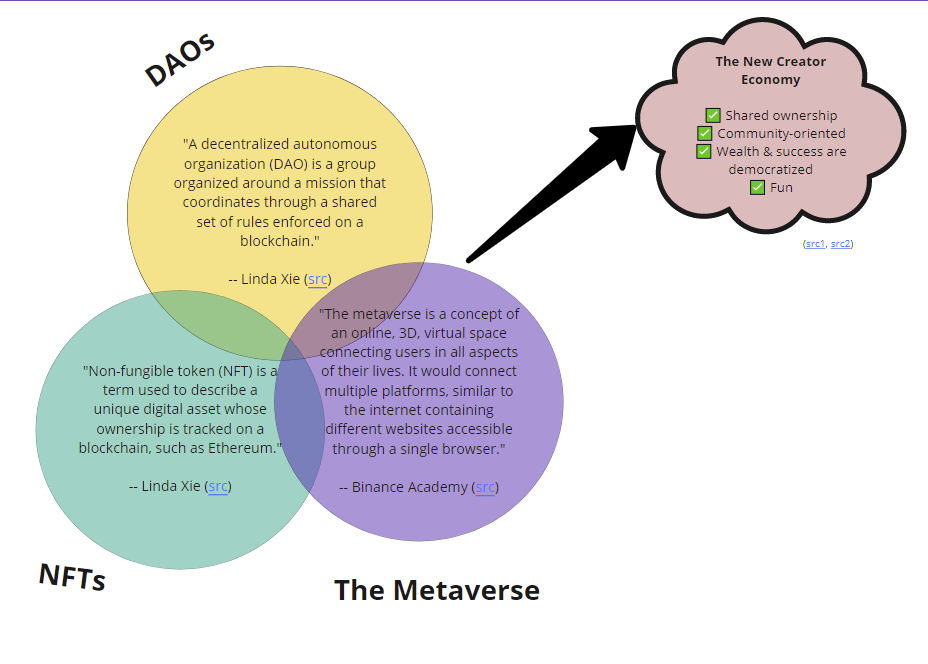 DAOs
"A decentralized autonomous
organization (DAO) is a group
organized around a mission that
coordinates through a shared
set of rules enforced on a
blockchain."
-- Linda Xie (src)
The New Creator
Economy
✅ Shared ownership
✅ Community-oriented
✅ Wealth & success are
democratized
✅ Fun
(src1, src2)
"Non-fungible token (NFT) is a
term used to describe a
unique digital asset whose
ownership is tracked on a
blockchain, such as Ethereum."
-- Linda Xie (src)
"The metaverse is a concept of
an online, 3D, virtual space
connecting users in all aspects
of their lives. It would connect
multiple platforms, similar to
the internet containing
different websites accessible
through a single browser."
-- Binance Academy (src)
NFTs
The Metaverse